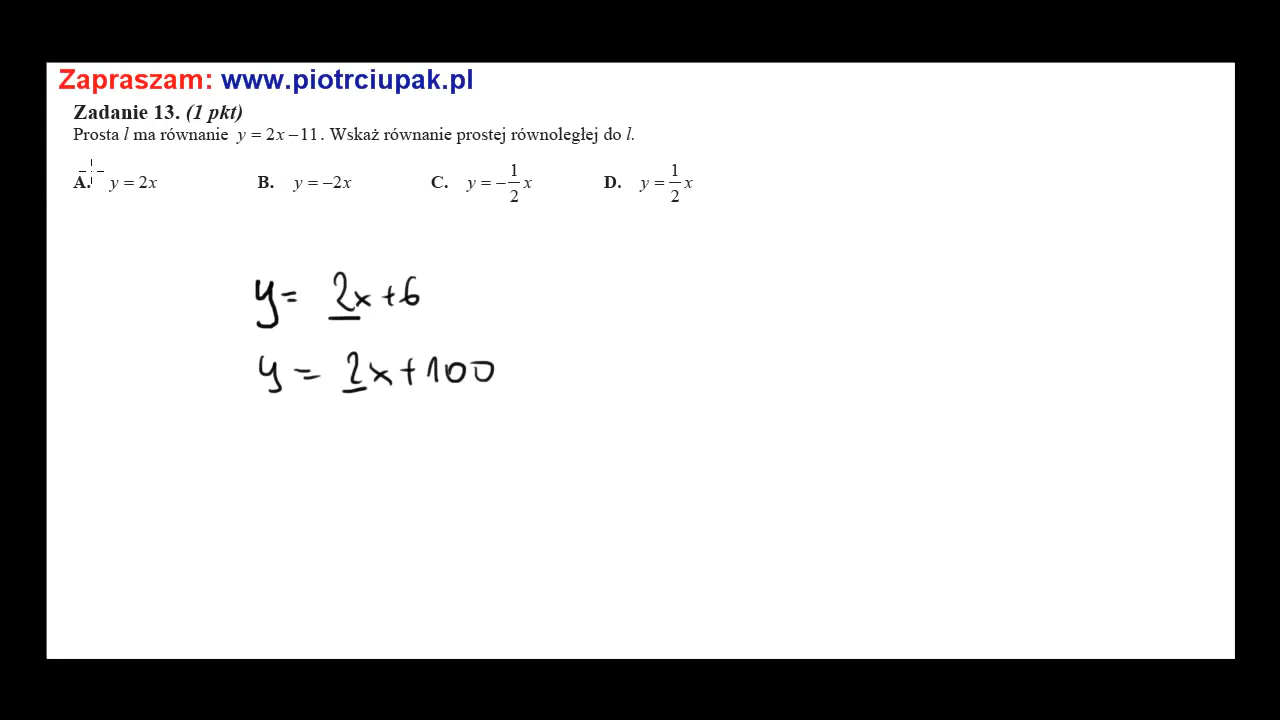 Zapraszam: www.piotrciupak.pl
Zadanie 13. (1 pkt)
Prosta l ma równanie y = 2x − 11. Wskaż równanie prostej równoległej do l.
A. y = 2x B. y = −2x C. y = −1/2 x D. y = 1/2 x
y = 2x + 6
y = 2x + 100